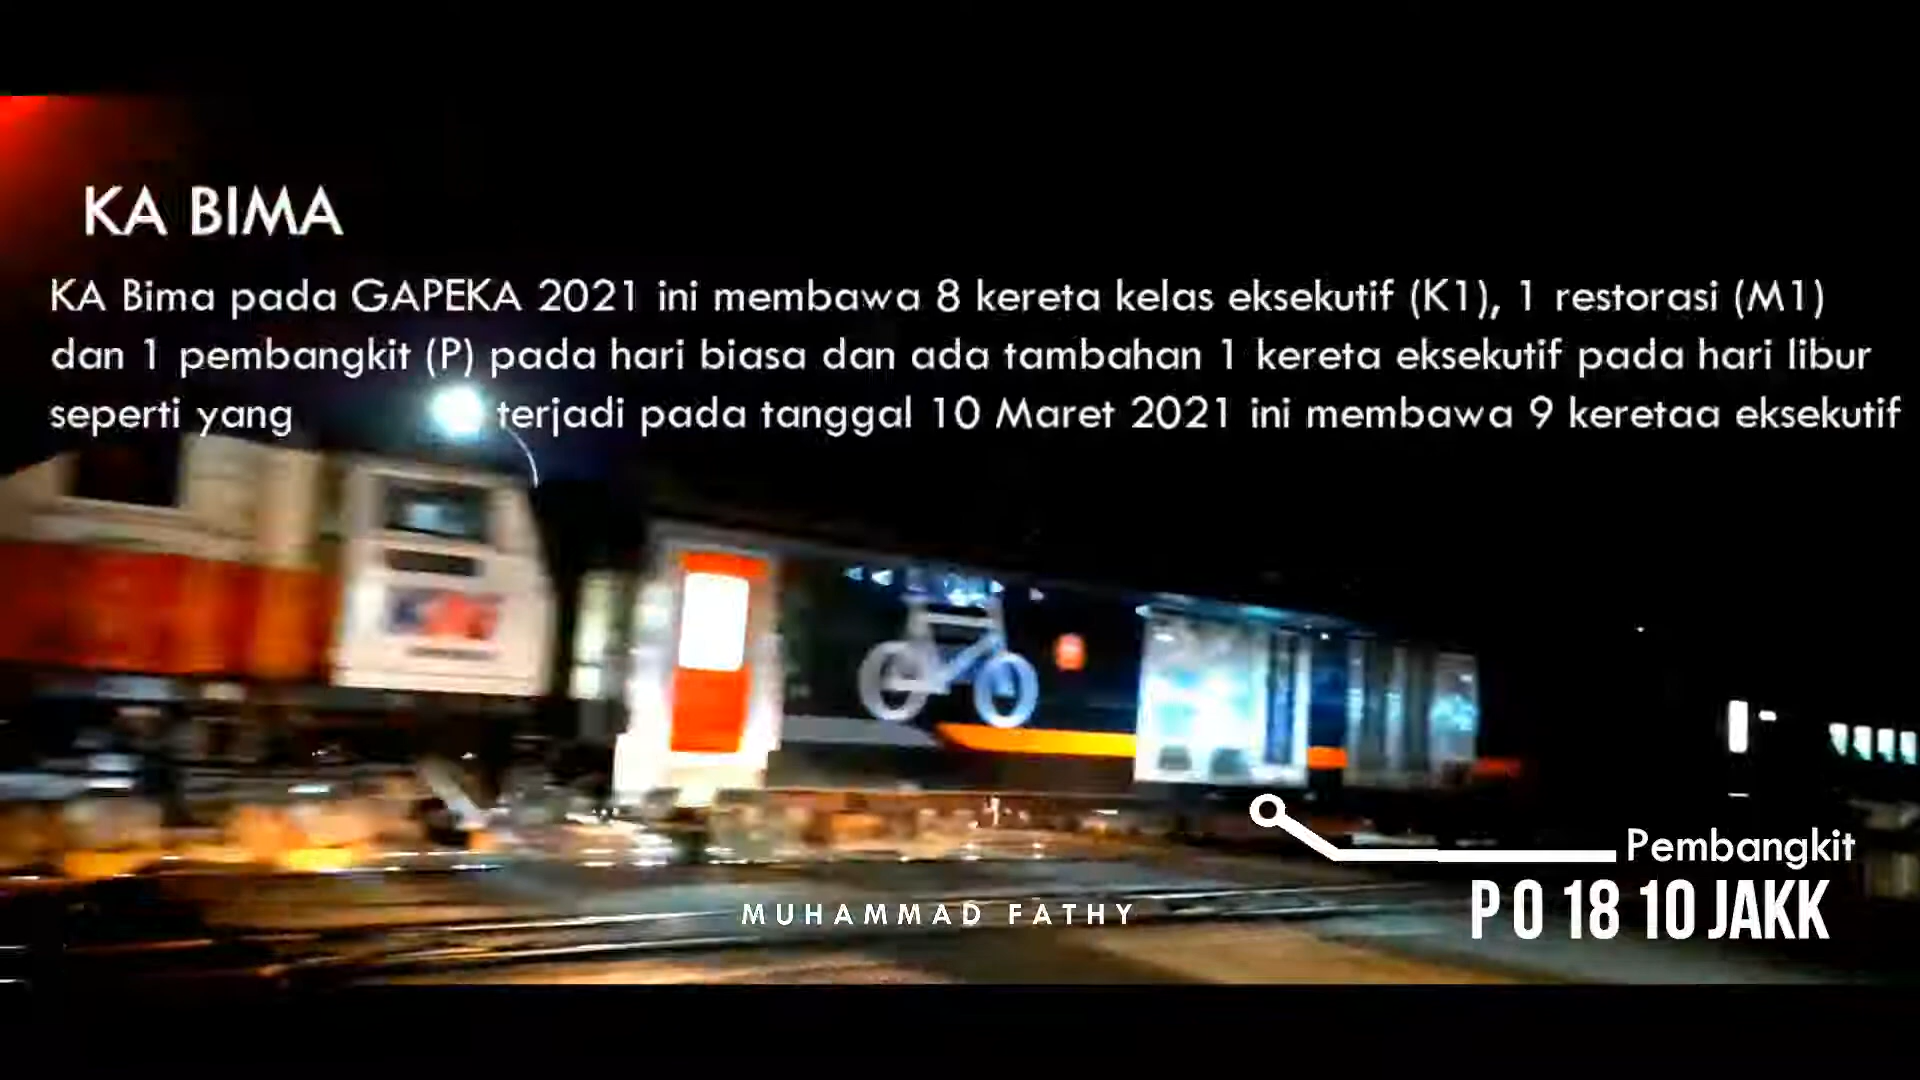 KA BIMA
KA Bima pada GAPEKA 2021 ini membawa 8 kereta kelas eksekutif (K1), 1 restorasi (M1)
dan 1 pembangkit (P) pada hari biasa dan ada tambahan 1 kereta eksekutif pada hari libur
seperti yang terjadi pada tanggal 10 Maret 2021 ini membawa 9 keretaa eksekutif
Pembangkit
P 0 18 10 JAKK
MUHAMMAD FATHY